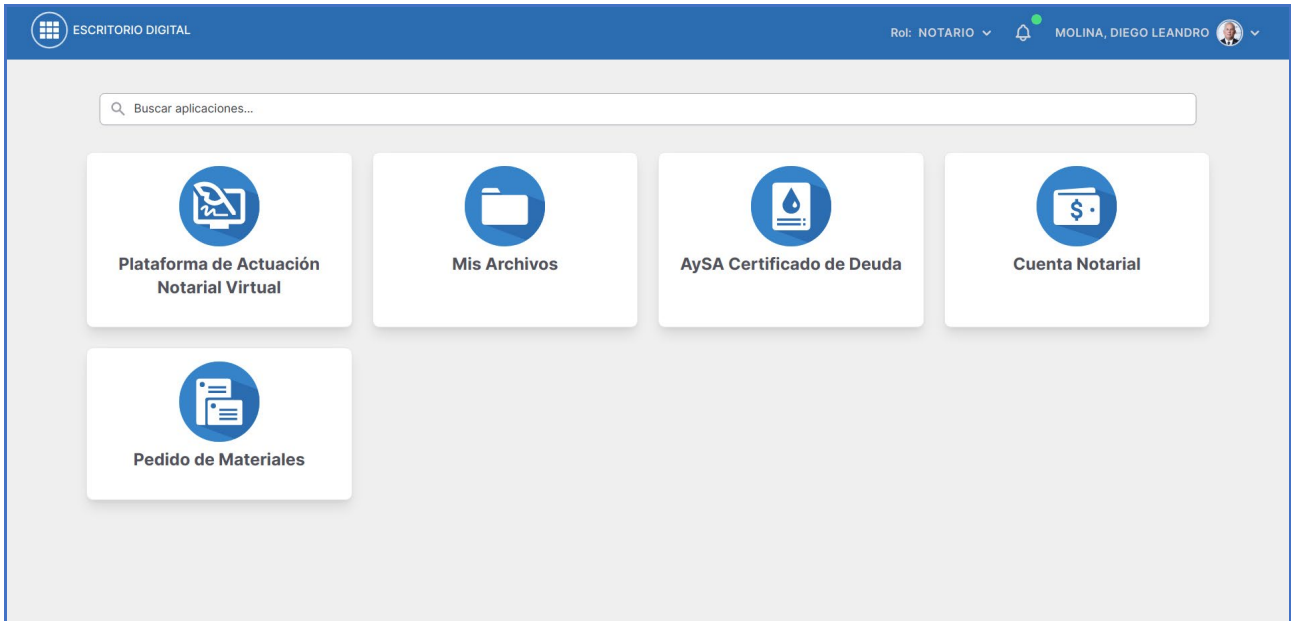 ESCRITORIO DIGITAL
Rol: NOTARIO
MOLINA, DIEGO LEANDRO
Buscar aplicaciones...
Plataforma de Actuación
Notarial Virtual
Mis Archivos
AySA Certificado de Deuda
Cuenta Notarial
Pedido de Materiales